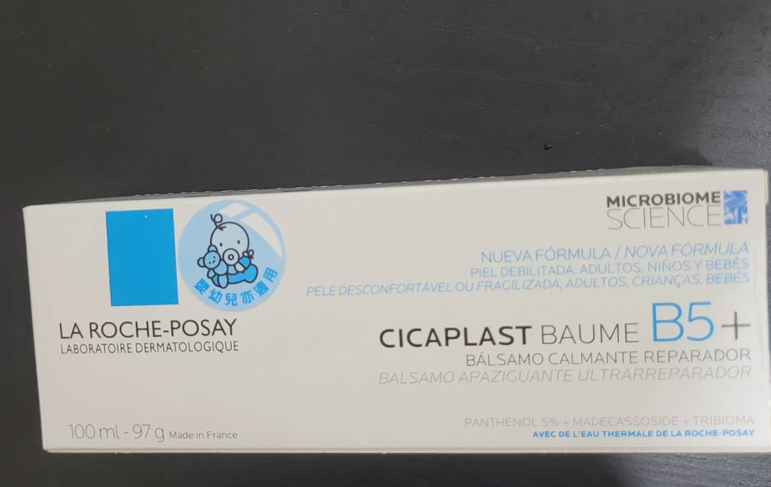 MICROBIOME
SCIENCE
嬰幼兒亦適用
NUEVA FÓRMULA / NOVA FÓRMULA
PIEL DEBILITADA, ADULTOS, NIÑOS Y BEBÉS
PELE DESCONFORTÁVEL OU FRAGILIZADA, ADULTOS, CRIANÇAS, BEBÉS
LA ROCHE-POSAY
LABORATOIRE DERMATOLOGIQUE
CICAPLAST BAUME B5+
BÁLSAMO CALMANTE REPARADOR
BALSAMO APAZIGUANTE ULTRARREPARADOR
100 ml - 97 g Made in France
PANTHENOL 5% + MADECASSOSIDE + TRIBIOMA
AVEC DE L'EAU THERMALE DE LA ROCHE-POSAY